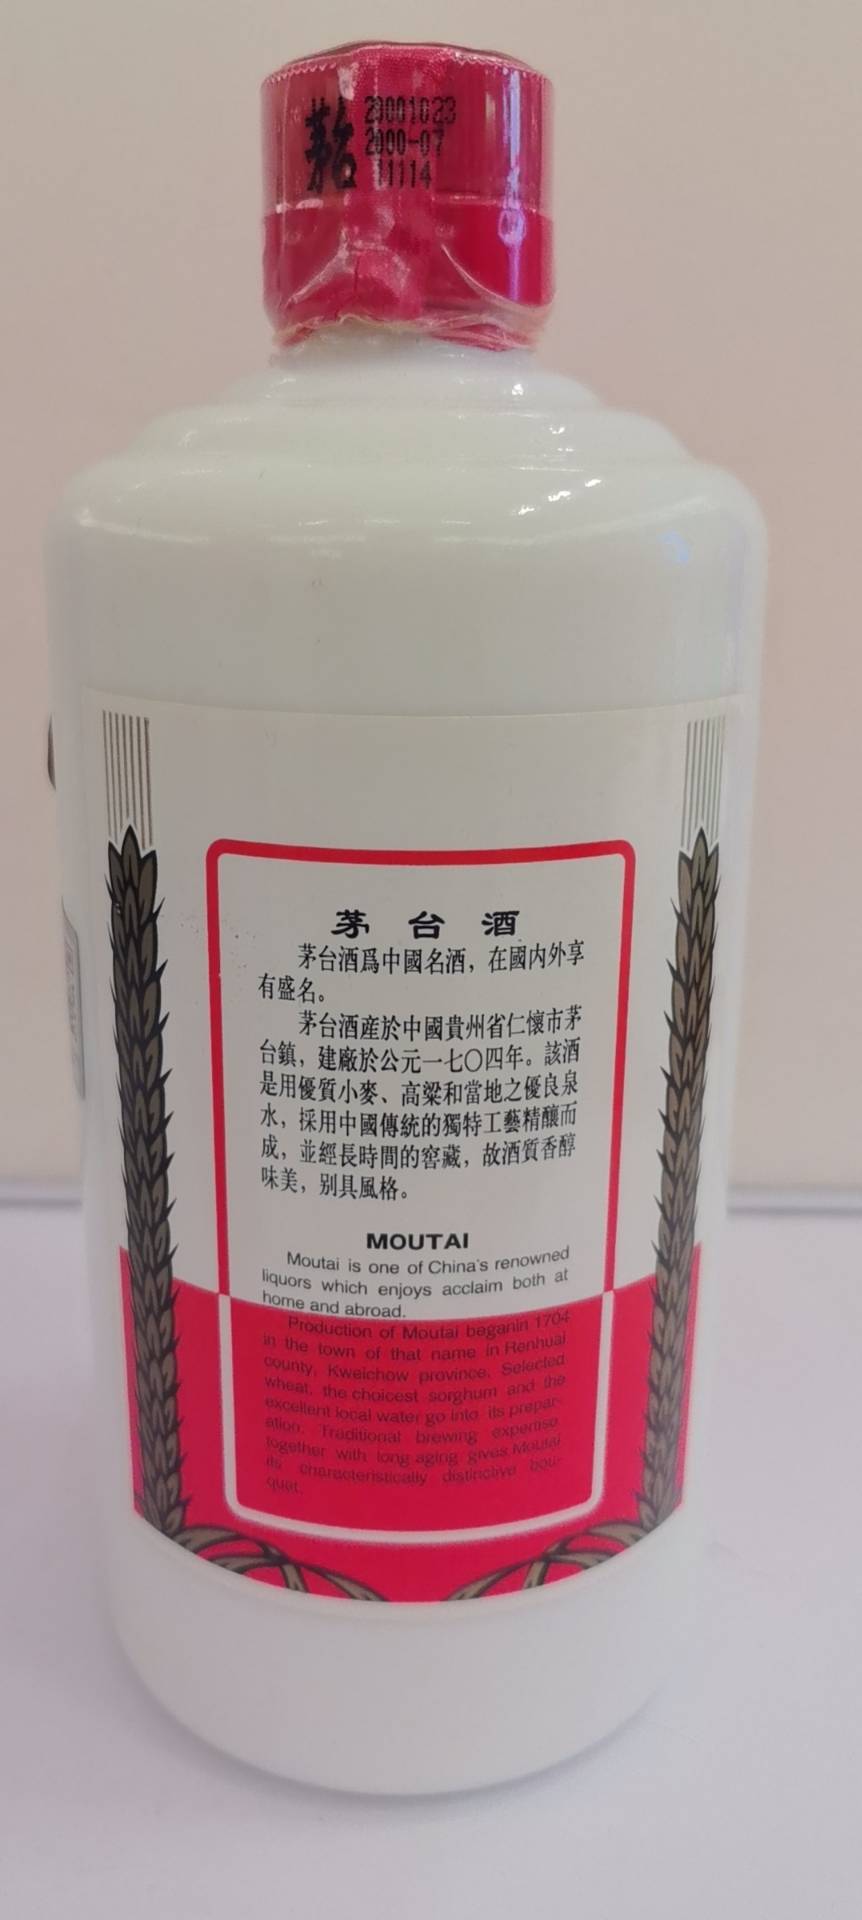 茅台
20001023
2000-07
11114
茅台酒
茅台酒爲中國名酒，在國内外享
有盛名。
茅台酒産於中國貴州省仁懷市茅
台鎮，建廠於公元一七〇四年。該酒
是用優質小麥、高粱和當地之優良泉
水，採用中國傳統的獨特工藝精釀而
成，並經長時間的窖藏，故酒質香醇
味美，别具風格。
MOUTAI
Moutai is one of China's renowned
liquors which enjoys acclaim both at
home and abroad.
Production of Moutai beganin 1704
in the town of that name in Renhuai
county, Kweichow province. Selected
wheat, the choicest sorghum and the
excellent local water go into its prepar-
ation. Traditional brewing expertise
together with long aging gives Moutai
its characteristically distinctive bou-
quet.